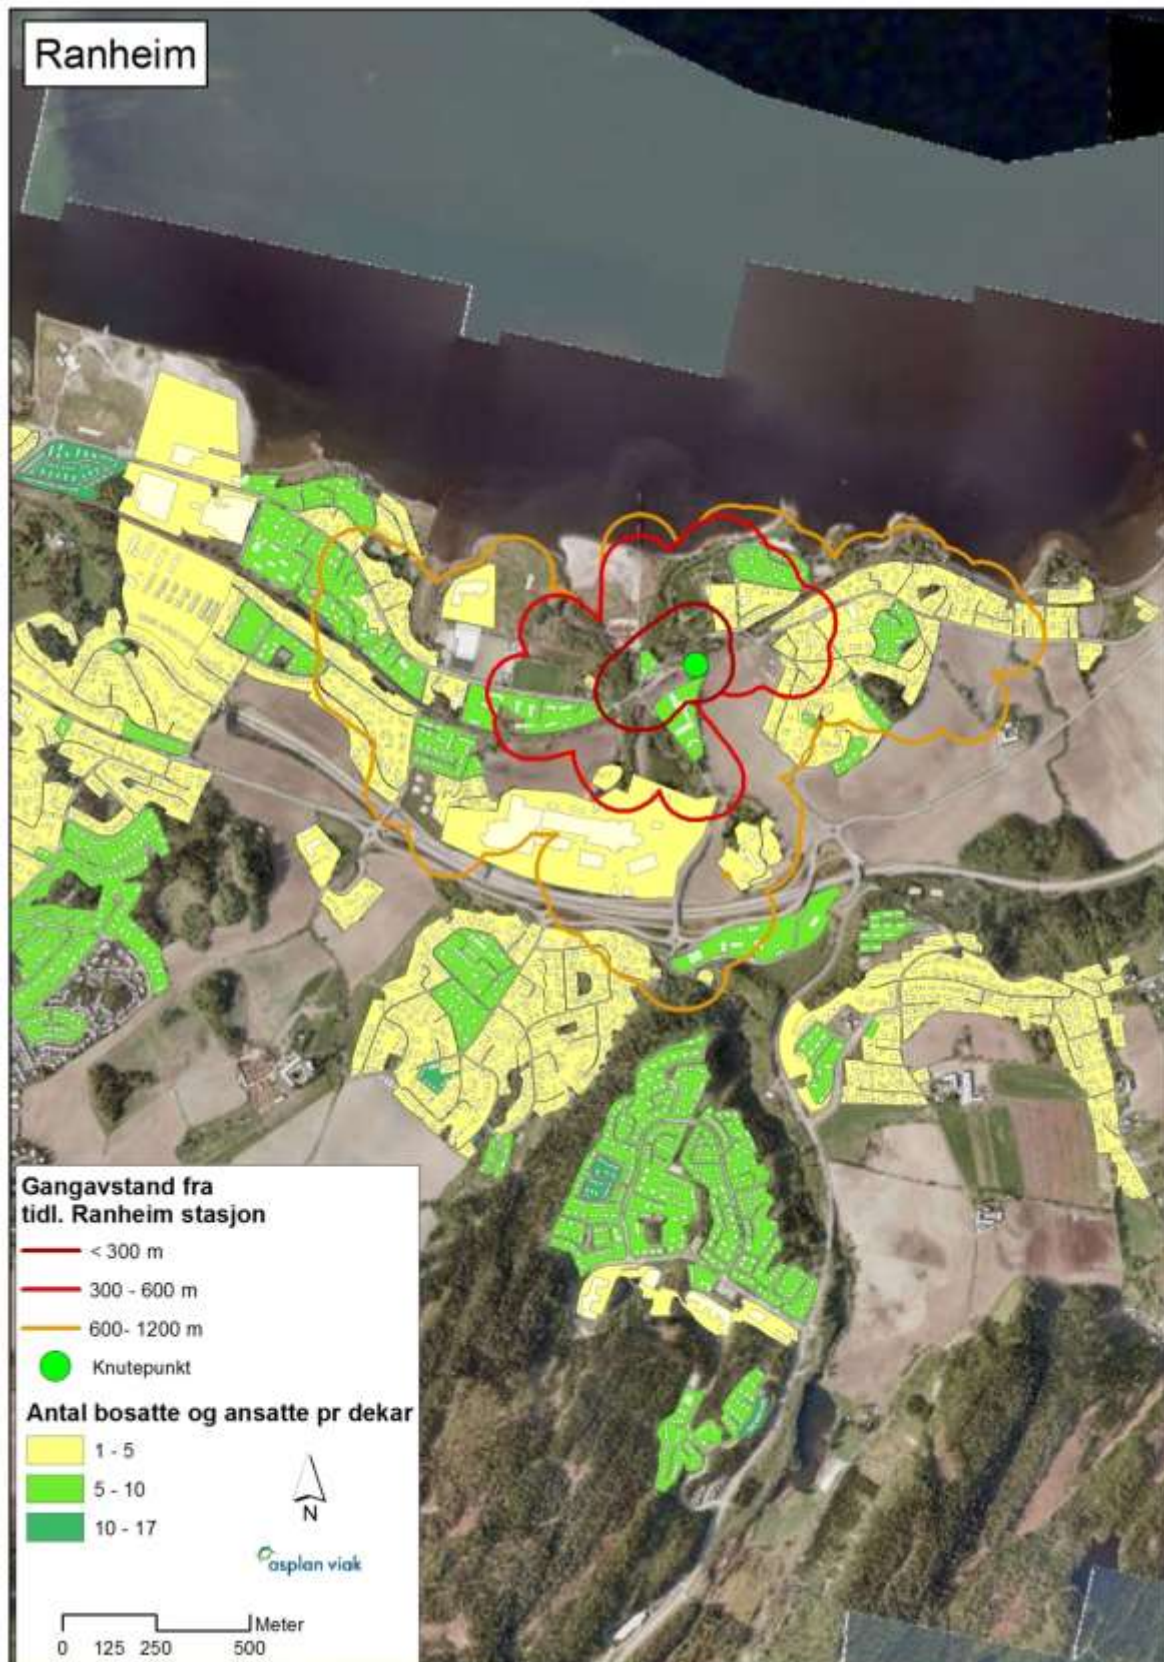 Ranheim
Gangavstand fra
tidl. Ranheim stasjon
< 300 m
300 - 600 m
600- 1200 m
Knutepunkt
Antal bosatte og ansatte pr dekar
1 - 5
5 - 10
10 - 17
N
asplan viak
Meter
0 125 250 500